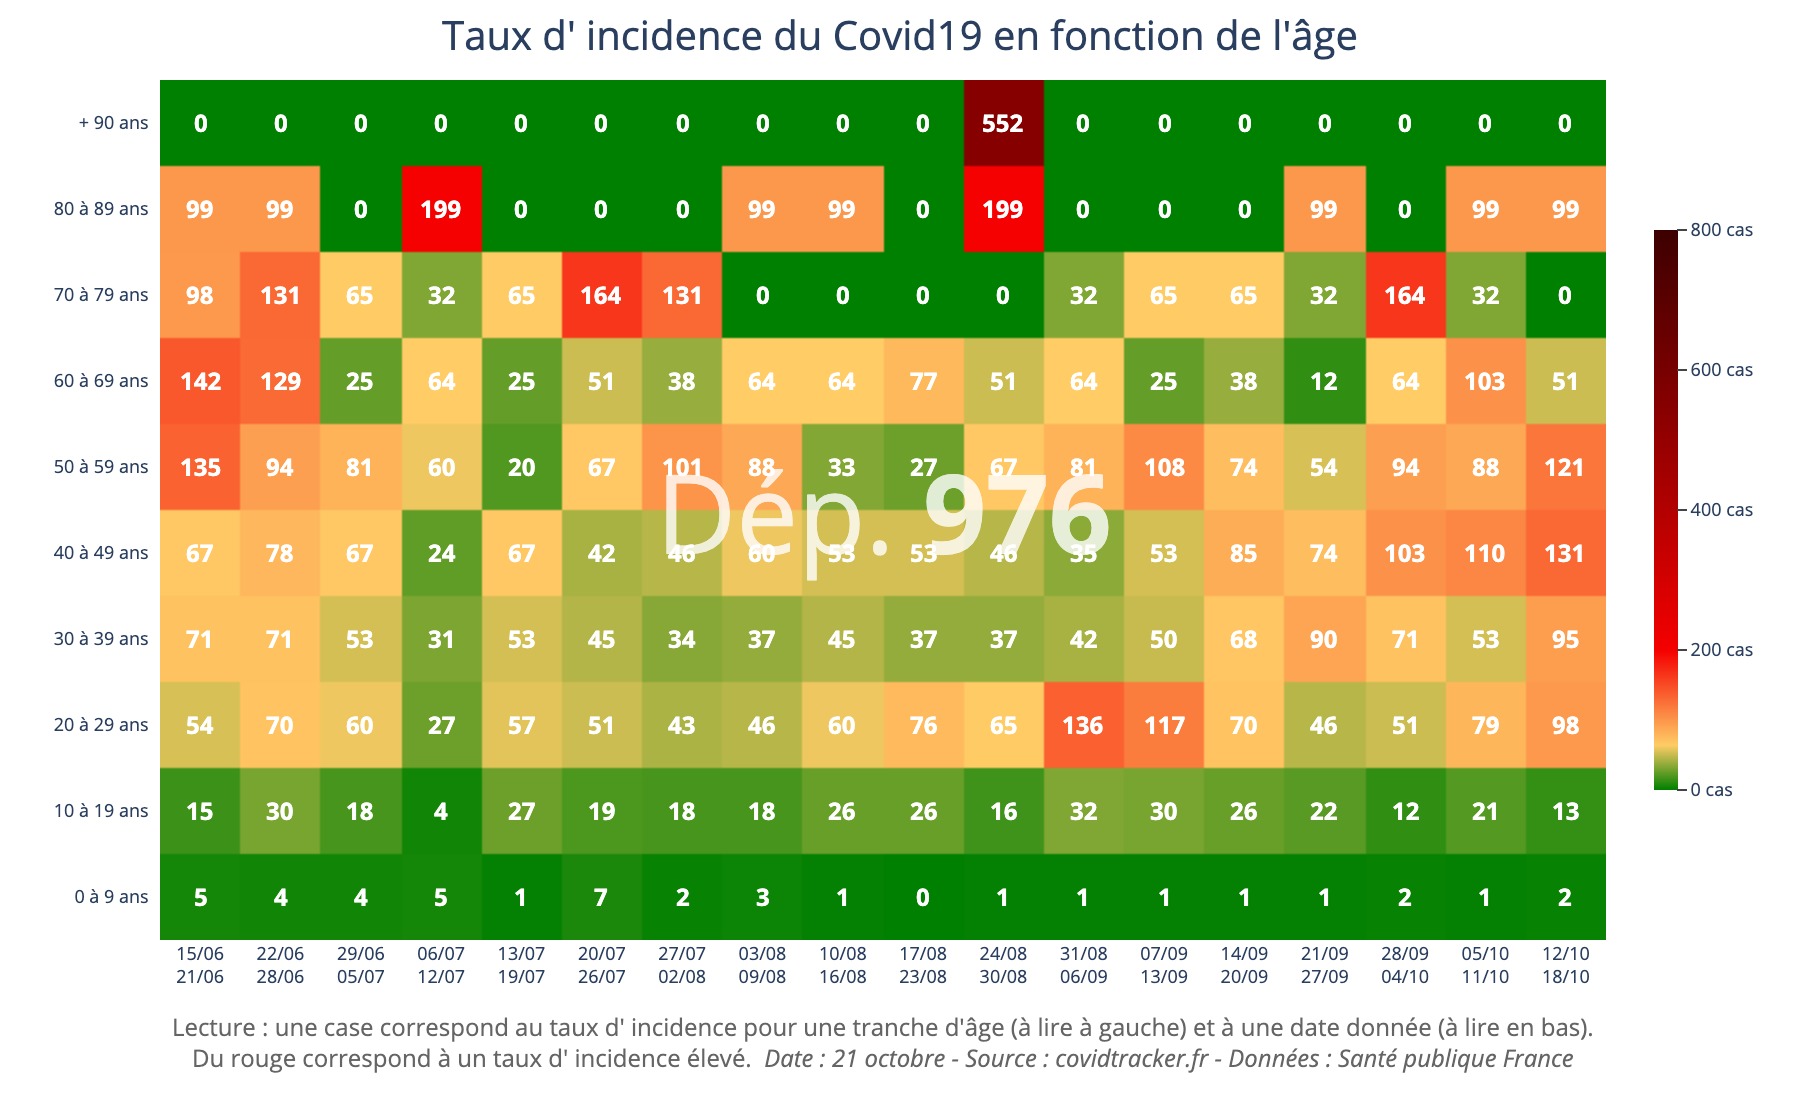 Taux d' incidence du Covid19 en fonction de l'âge
+ 90 ans 0 0 0 0 0 0 0 0 0 0 552 0 0 0 0 0 0 0
80 à 89 ans 99 99 0 199 0 0 0 99 99 0 199 0 0 0 99 0 99 99
70 à 79 ans 98 131 65 32 65 164 131 0 0 0 0 32 65 65 32 164 32 0
60 à 69 ans 142 129 25 64 25 51 38 64 64 77 51 64 25 38 12 64 103 51
50 à 59 ans 135 94 81 60 20 67 101 88 33 27 67 81 108 74 54 94 88 121
Dép. 976
40 à 49 ans 67 78 67 24 67 42 46 60 53 53 46 35 53 85 74 103 110 131
30 à 39 ans 71 71 53 31 53 45 34 37 45 37 37 42 50 68 90 71 53 95
20 à 29 ans 54 70 60 27 57 51 43 46 60 76 65 136 117 70 46 51 79 98
10 à 19 ans 15 30 18 4 27 19 18 18 26 26 16 32 30 26 22 12 21 13
0 à 9 ans 5 4 4 5 1 7 2 3 1 0 1 1 1 1 1 2 1 2
15/06 22/06 29/06 06/07 13/07 20/07 27/07 03/08 10/08 17/08 24/08 31/08 07/09 14/09 21/09 28/09 05/10 12/10
21/06 28/06 05/07 12/07 19/07 26/07 02/08 09/08 16/08 23/08 30/08 06/09 13/09 20/09 27/09 04/10 11/10 18/10
800 cas
600 cas
400 cas
200 cas
0 cas
Lecture : une case correspond au taux d' incidence pour une tranche d'âge (à lire à gauche) et à une date donnée (à lire en bas).
Du rouge correspond à un taux d' incidence élevé. Date : 21 octobre - Source : covidtracker.fr - Données : Santé publique France